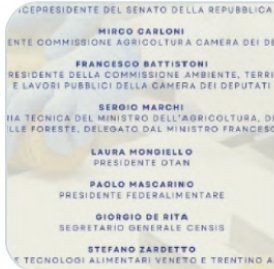 ICEPRESIDENTE DEL SENATO DELLA REPUBBLICA
MIRCO CARLONI
ENTE COMMISSIONE AGRICOLTURA CAMERA DEI DE
FRANCESCO BATTISTONI
RESIDENTE DELLA COMMISSIONE AMBIENTE, TERRI
E LAVORI PUBBLICI DELLA CAMERA DEI DEPUTATI
SERGIO MARCHI
IA TECNICA DEL MINISTRO DELL'AGRICOLTURA, D
LLE FORESTE, DELEGATO DAL MINISTRO FRANCESC
LAURA MONGIELLO
PRESIDENTE OTAN
PAOLO MASCARINO
PRESIDENTE FEDERALIMENTARE
GIORGIO DE RITA
SEGRETARIO GENERALE CENSIS
STEFANO ZARDETTO
E TECNOLOGI ALIMENTARI VENETO E TRENTINO A